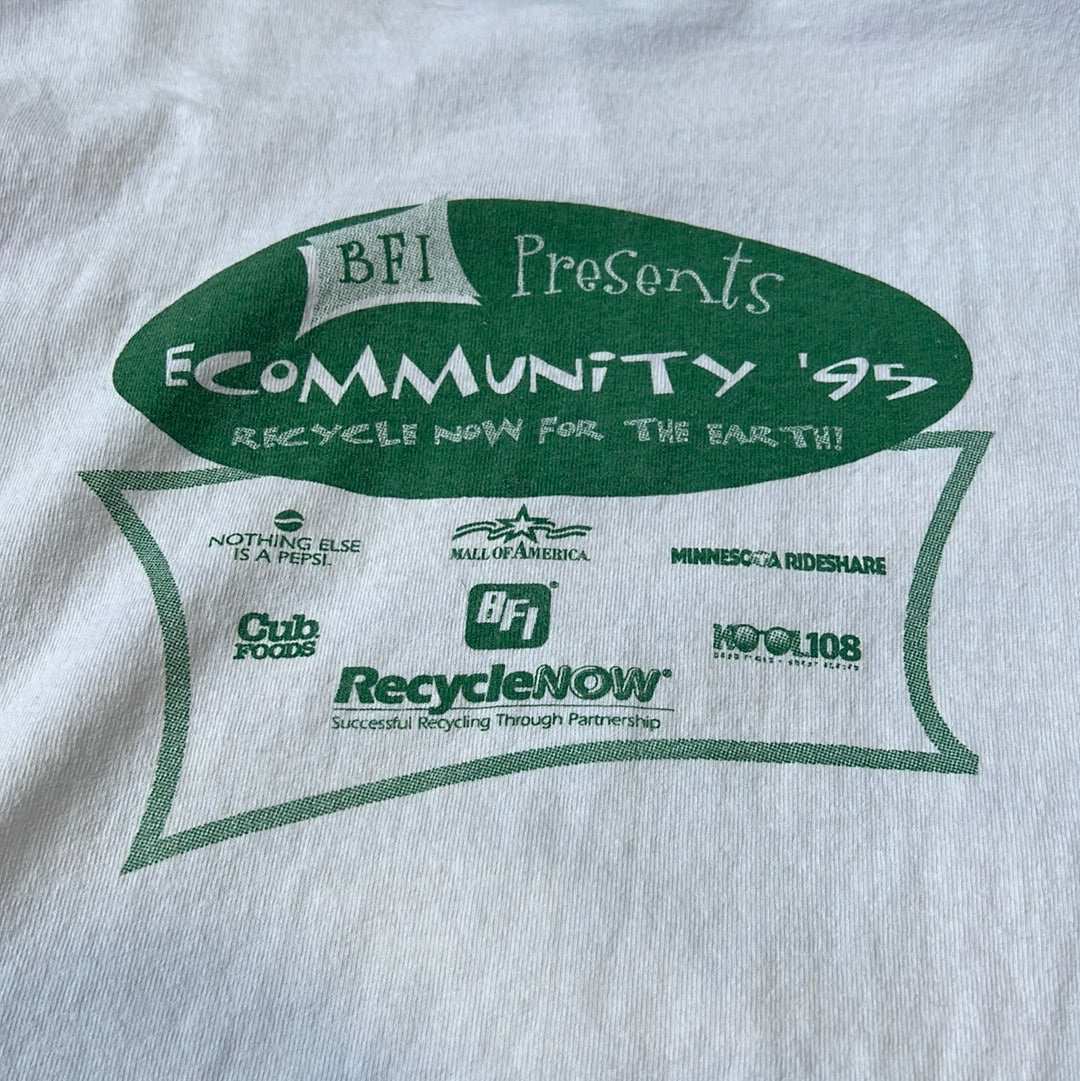 BFI Presents
ECOMMUNiTY '95
RECYCLE NOW FOR THE EARTH!
NOTHING ELSE
IS A PEPSI.
MALL OF AMERICA
MINNESOTA RIDESHARE
Cub
FOODS
BFI
KOOL108
RecycleNOW
Successful Recycling Through Partnership